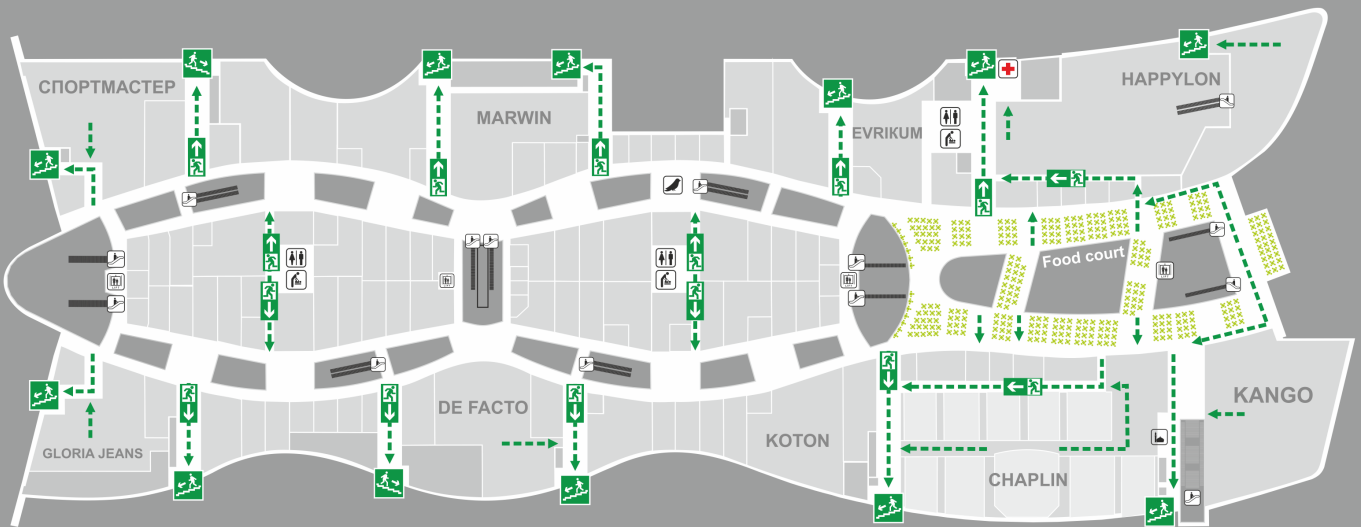 СПОРТМАСТЕР
MARWIN
EVRIKUM
HAPPYLON
Food court
GLORIA JEANS
DE FACTO
KOTON
CHAPLIN
KANGO